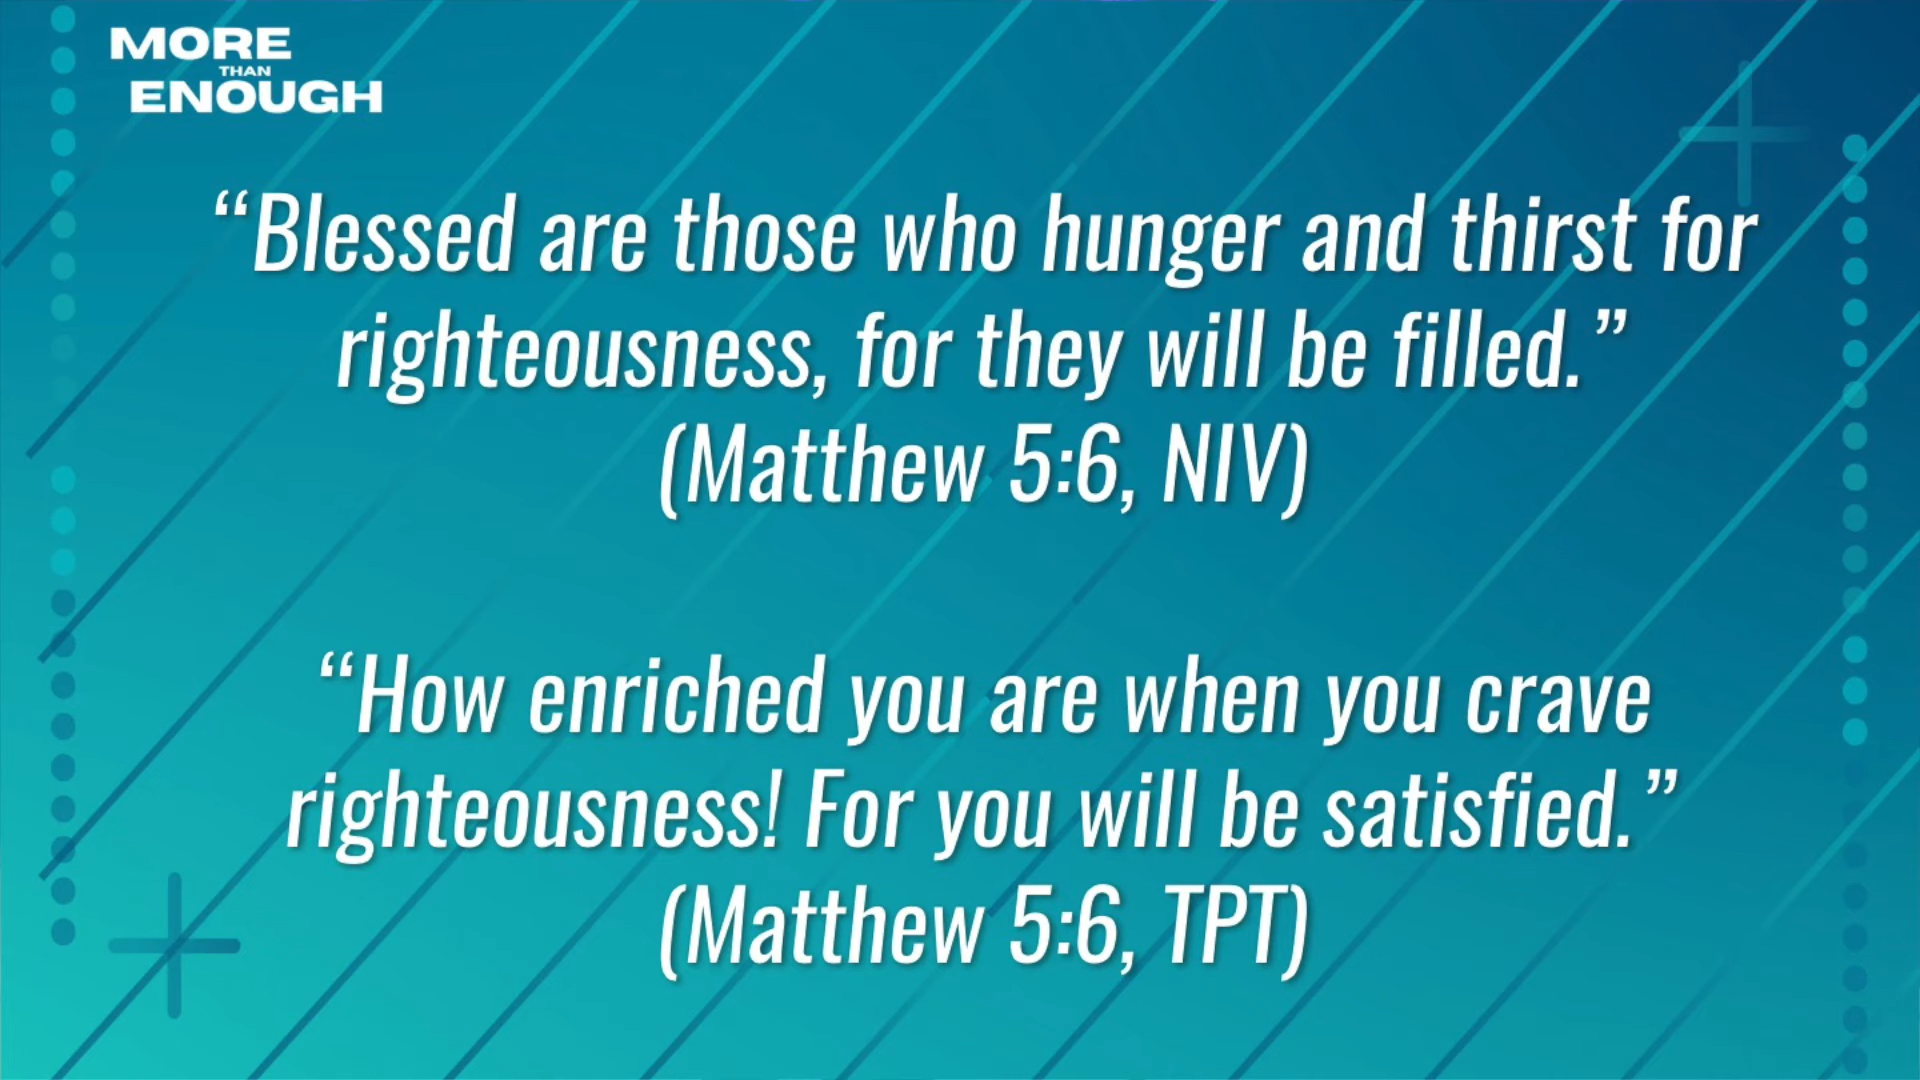 MORE
THAN
ENOUGH
“Blessed are those who hunger and thirst for
righteousness, for they will be filled.”
(Matthew 5:6, NIV)
“How enriched you are when you crave
righteousness! For you will be satisfied.”
(Matthew 5:6, TPT)